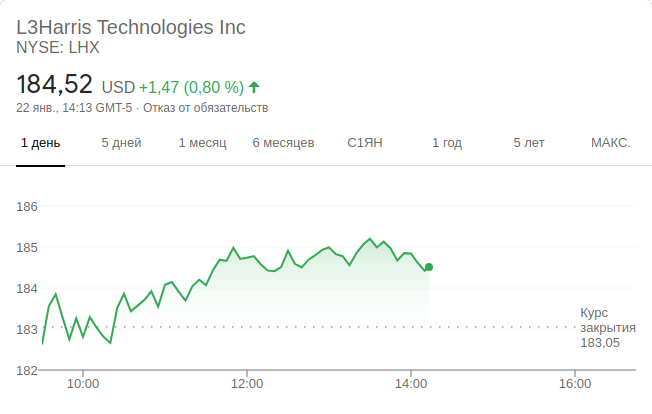 L3Harris Technologies Inc
NYSE: LHX
184,52 USD +1,47 (0,80 %)
22 янв., 14:13 GMT-5 · Отказ от обязательств
1 день 5 дней 1 месяц 6 месяцев С1ЯН 1 год 5 лет МАКС.
186
185
184
183
182
Курс
закрытия
183,05
10:00 12:00 14:00 16:00